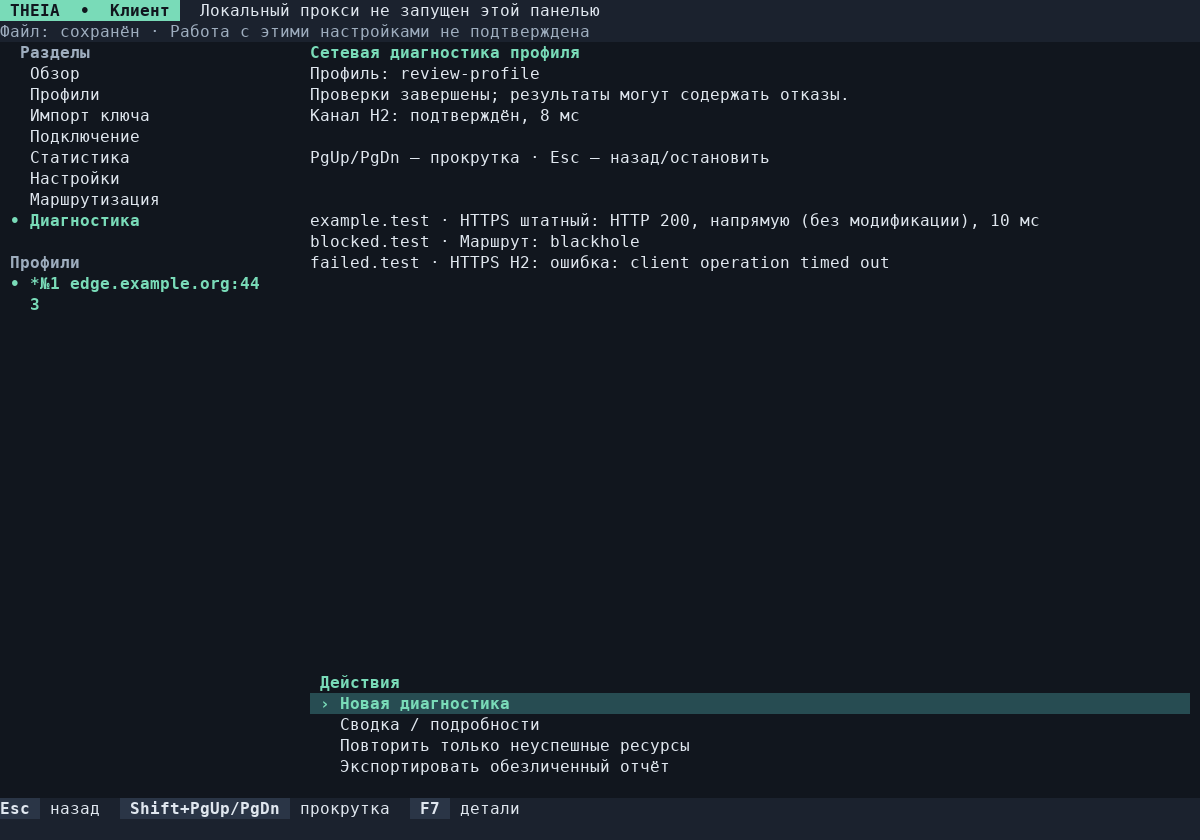 THEIA • Клиент Локальный прокси не запущен этой панелью
Файл: сохранён · Работа с этими настройками не подтверждена
Разделы
Обзор
Профили
Импорт ключа
Подключение
Статистика
Настройки
Маршрутизация
• Диагностика
Профили
• *№1 edge.example.org:44
3
Сетевая диагностика профиля
Профиль: review-profile
Проверки завершены; результаты могут содержать отказы.
Канал H2: подтверждён, 8 мс
PgUp/PgDn — прокрутка · Esc — назад/остановить
example.test · HTTPS штатный: HTTP 200, напрямую (без модификации), 10 мс
blocked.test · Маршрут: blackhole
failed.test · HTTPS H2: ошибка: client operation timed out
Действия
› Новая диагностика
Сводка / подробности
Повторить только неуспешные ресурсы
Экспортировать обезличенный отчёт
Esc назад Shift+PgUp/PgDn прокрутка F7 детали